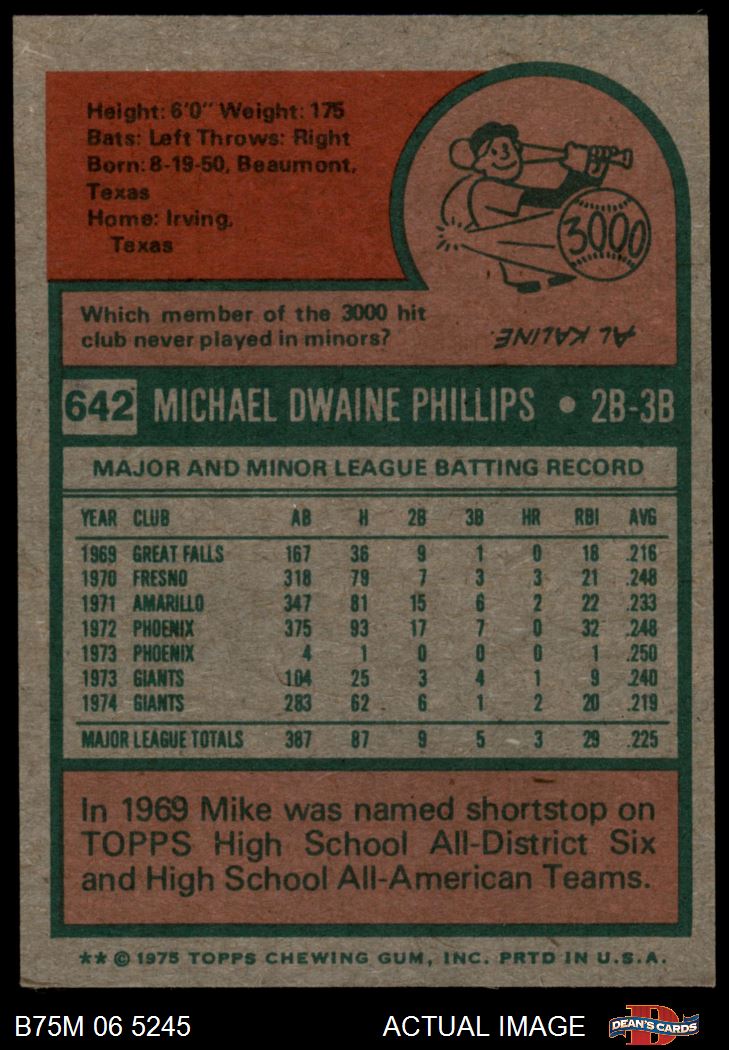 Height: 6'0" Weight: 175
Bats: Left Throws: Right
Born: 8-19-50, Beaumont,
Texas
Home: Irving,
Texas
3000
Which member of the 3000 hit
club never played in minors?
AL KALINE.
642 MICHAEL DWAINE PHILLIPS • 2B-3B
MAJOR AND MINOR LEAGUE BATTING RECORD
YEAR CLUB AB H 2B 3B HR RBI AVG
1969 GREAT FALLS 167 36 9 1 0 18 .216
1970 FRESNO 318 79 7 3 3 21 .248
1971 AMARILLO 347 81 15 6 2 22 .233
1972 PHOENIX 375 93 17 7 0 32 .248
1973 PHOENIX 4 1 0 0 0 1 .250
1973 GIANTS 104 25 3 4 1 9 .240
1974 GIANTS 283 62 6 1 2 20 .219
MAJOR LEAGUE TOTALS 387 87 9 5 3 29 .225
In 1969 Mike was named shortstop on
TOPPS High School All-District Six
and High School All-American Teams.
** © 1975 TOPPS CHEWING GUM, INC. PRTD IN U.S.A.
B75M 06 5245 ACTUAL IMAGE
D
DEAN'S CARDS